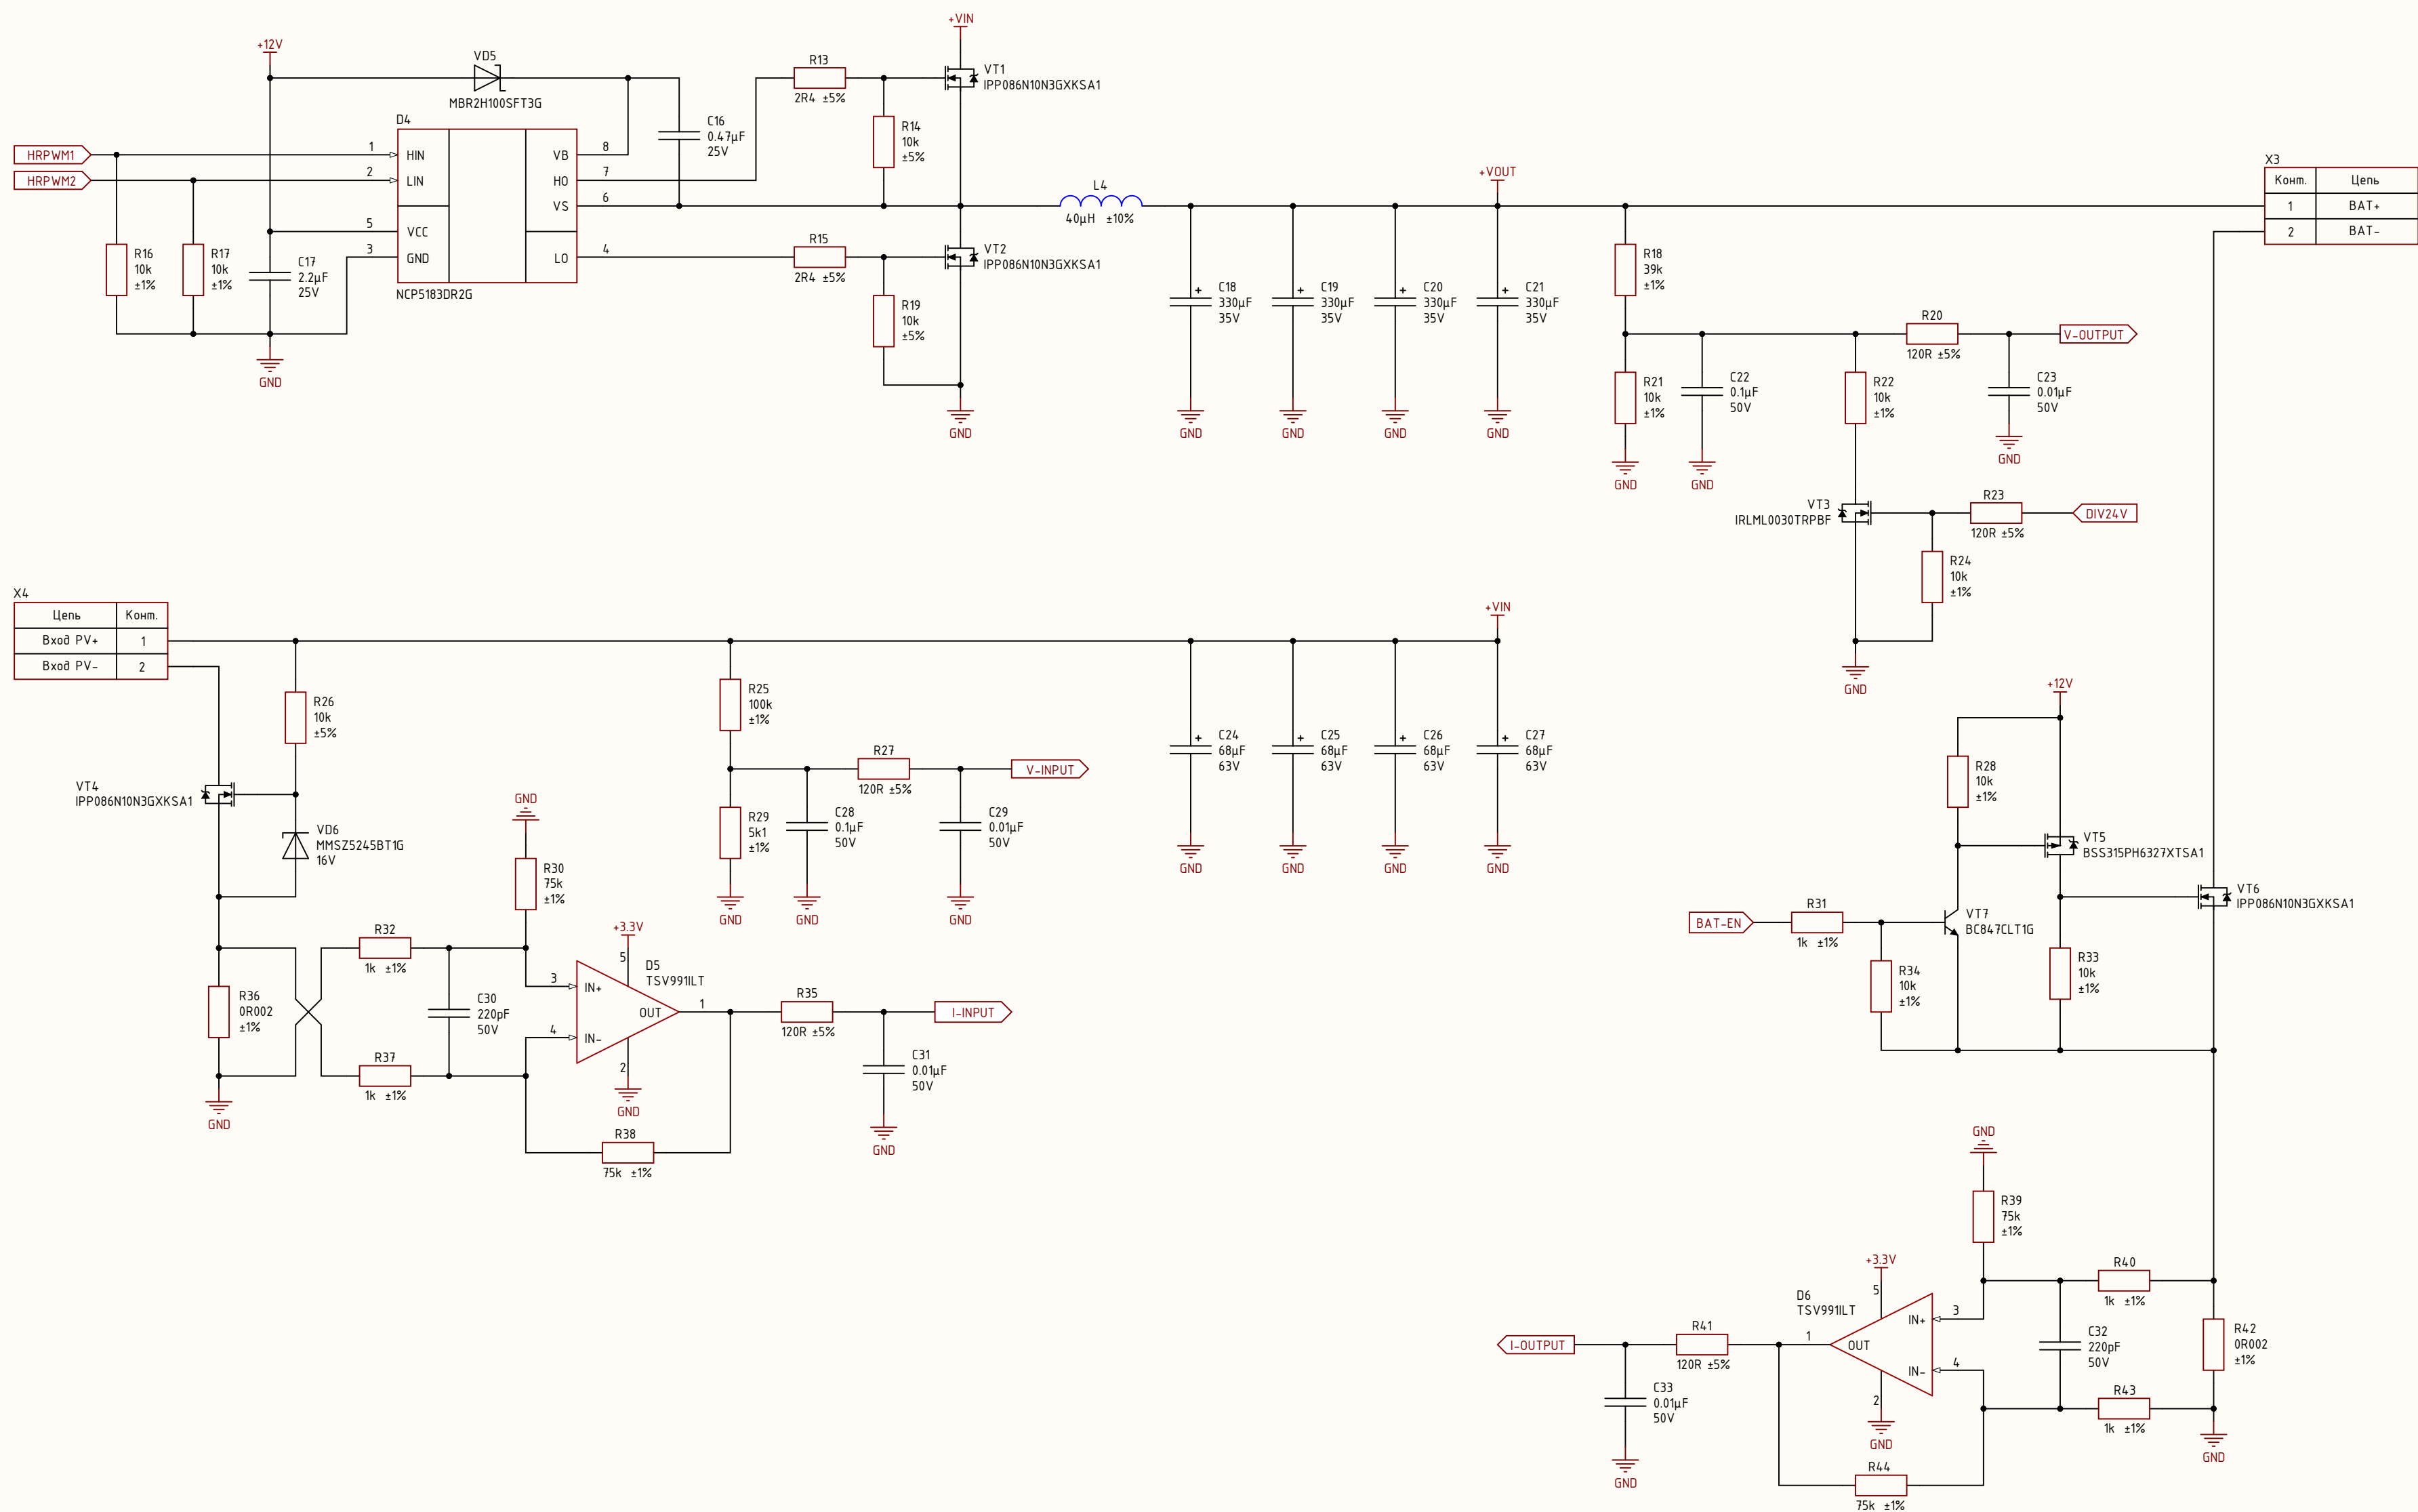 +12V
VD5
MBR2H100SFT3G
D4
HRPWM1
HRPWM2
1
2
5
3
HIN
LIN
VCC
GND
VB
HO
VS
LO
8
7
6
4
NCP5183DR2G
R16
10k
±1%
R17
10k
±1%
C17
2.2µF
25V
GND
C16
0.47µF
25V
R13
2R4 ±5%
R14
10k
±5%
+VIN
VT1
IPP086N10N3GXKSA1
R15
2R4 ±5%
VT2
IPP086N10N3GXKSA1
R19
10k
±5%
GND
L4
40µH ±10%
C18
330µF
35V
GND
C19
330µF
35V
GND
C20
330µF
35V
GND
+VOUT
C21
330µF
35V
GND
R18
39k
±1%
R21
10k
±1%
GND
C22
0.1µF
50V
GND
R20
120R ±5%
V-OUTPUT
R22
10k
±1%
C23
0.01µF
50V
GND
VT3
IRLML0030TRPBF
R23
120R ±5%
DIV24V
R24
10k
±1%
GND
X3
Конт. Цепь
1 BAT+
2 BAT-
X4
Цепь Конт.
Вход PV+ 1
Вход PV- 2
R26
10k
±5%
VT4
IPP086N10N3GXKSA1
VD6
MMSZ5245BT1G
16V
R36
0R002
±1%
GND
R32
1k ±1%
R37
1k ±1%
C30
220pF
50V
GND
R30
75k
±1%
+3.3V
5
D5
TSV991ILT
3
IN+
4
IN-
OUT
1
2
GND
R38
75k ±1%
R35
120R ±5%
I-INPUT
C31
0.01µF
50V
GND
R25
100k
±1%
R29
5k1
±1%
GND
C28
0.1µF
50V
GND
R27
120R ±5%
V-INPUT
C29
0.01µF
50V
GND
C24
68µF
63V
GND
C25
68µF
63V
GND
C26
68µF
63V
GND
+VIN
C27
68µF
63V
GND
+12V
R28
10k
±1%
VT5
BSS315PH6327XTSA1
VT6
IPP086N10N3GXKSA1
BAT-EN
R31
1k ±1%
VT7
BC847CLT1G
R34
10k
±1%
R33
10k
±1%
GND
R39
75k
±1%
+3.3V
5
D6
TSV991ILT
IN+
3
IN-
4
OUT
1
2
GND
R40
1k ±1%
C32
220pF
50V
R42
0R002
±1%
R43
1k ±1%
GND
R44
75k ±1%
R41
120R ±5%
I-OUTPUT
C33
0.01µF
50V
GND